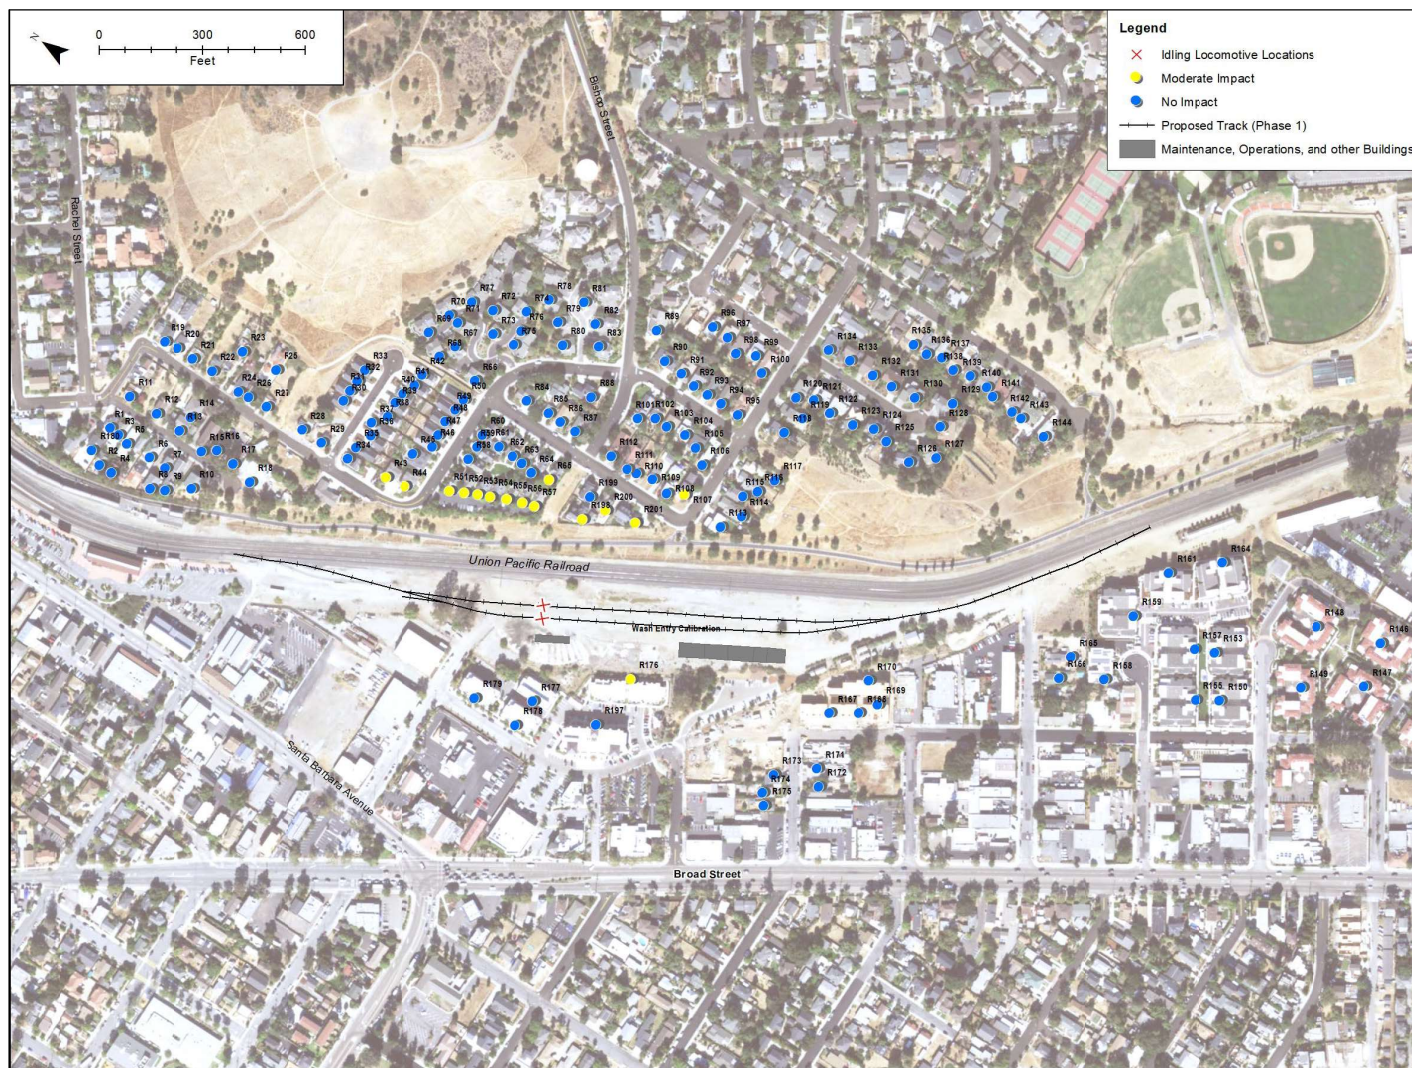 N
0 300 600
Feet
Legend
Idling Locomotive Locations
Moderate Impact
No Impact
Proposed Track (Phase 1)
Maintenance, Operations, and other Buildings
Rachel Street
Bishop Street
R77
R78
R81
R70
R72
R74
R71
R76
R69
R79
R82
R67
R73
R75
R80
R83
R68
R66
R89
R96
R97
R98
R99
R100
R90
R91
R92
R93
R94
R95
R134
R135
R133
R136
R137
R132
R138
R139
R131
R140
R130
R141
R129
R142
R143
R128
R144
R127
R126
R125
R124
R123
R122
R121
R120
R119
R118
R117
R116
R115
R114
R113
R19
R20
R21
R22
R23
R25
R24
R26
R27
R11
R12
R13
R14
R1
R3
R5
R180
R2
R4
R6
R7
R8
R9
R10
R15
R16
R17
R18
R28
R29
R33
R32
R31
R30
R34
R35
R36
R37
R38
R39
R40
R41
R42
R43
R44
R45
R46
R47
R48
R49
R50
R84
R85
R86
R87
R88
R60
R59
R58
R61
R62
R63
R64
R65
R51
R52
R53
R54
R55
R56
R57
R101
R102
R103
R104
R105
R106
R107
R108
R109
R110
R111
R112
R199
R200
R198
R201
Union Pacific Railroad
Wash Entry Calibration
R176
R179
R177
R178
R197
R170
R169
R167
R168
R173
R174
R175
R171
R172
R161
R164
R159
R165
R156
R158
R157
R153
R155
R150
R148
R146
R149
R147
Santa Barbara Avenue
Broad Street